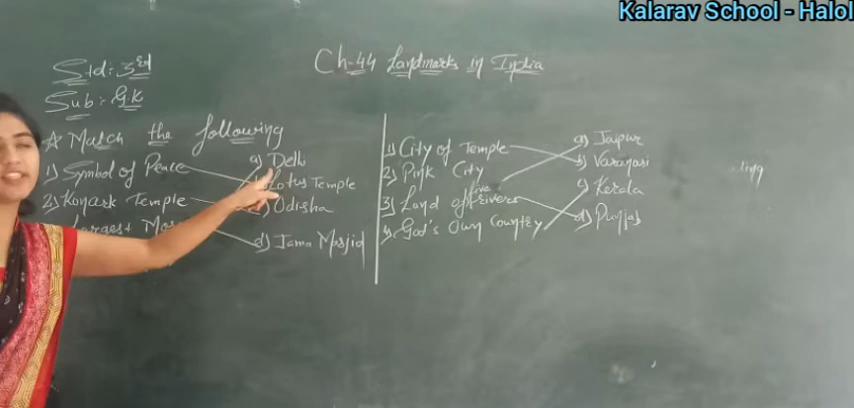 Kalarav School - Halol
Ch-44 Landmarks in India
Std:- 3rd
Sub:- G.K
* Match the following
1) Symbol of Peace
a) Delhi
Lotus Temple
2) Konark Temple
c) Odisha
Largest Mos
d) Jama Masjid
1) City of Temple
a) Jaipur
2) Pink City
b) Varanasi
c) Kerala
3) Land of five rivers
d) Punjab
4) God's Own Country